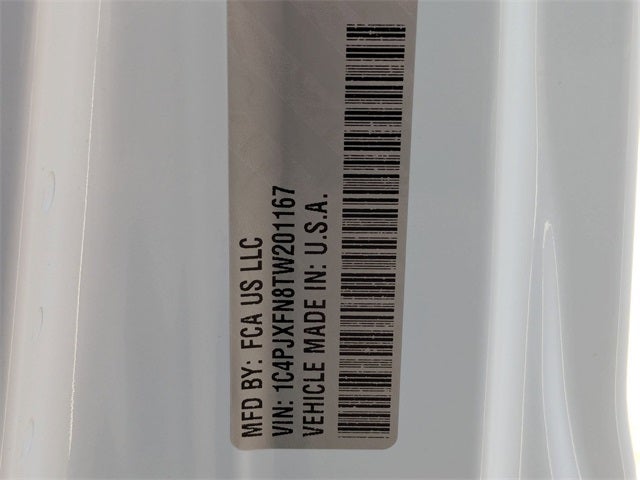 MFD BY: FCA US LLC
VIN: 1C4PJXFN8TW201167
VEHICLE MADE IN: U.S.A.